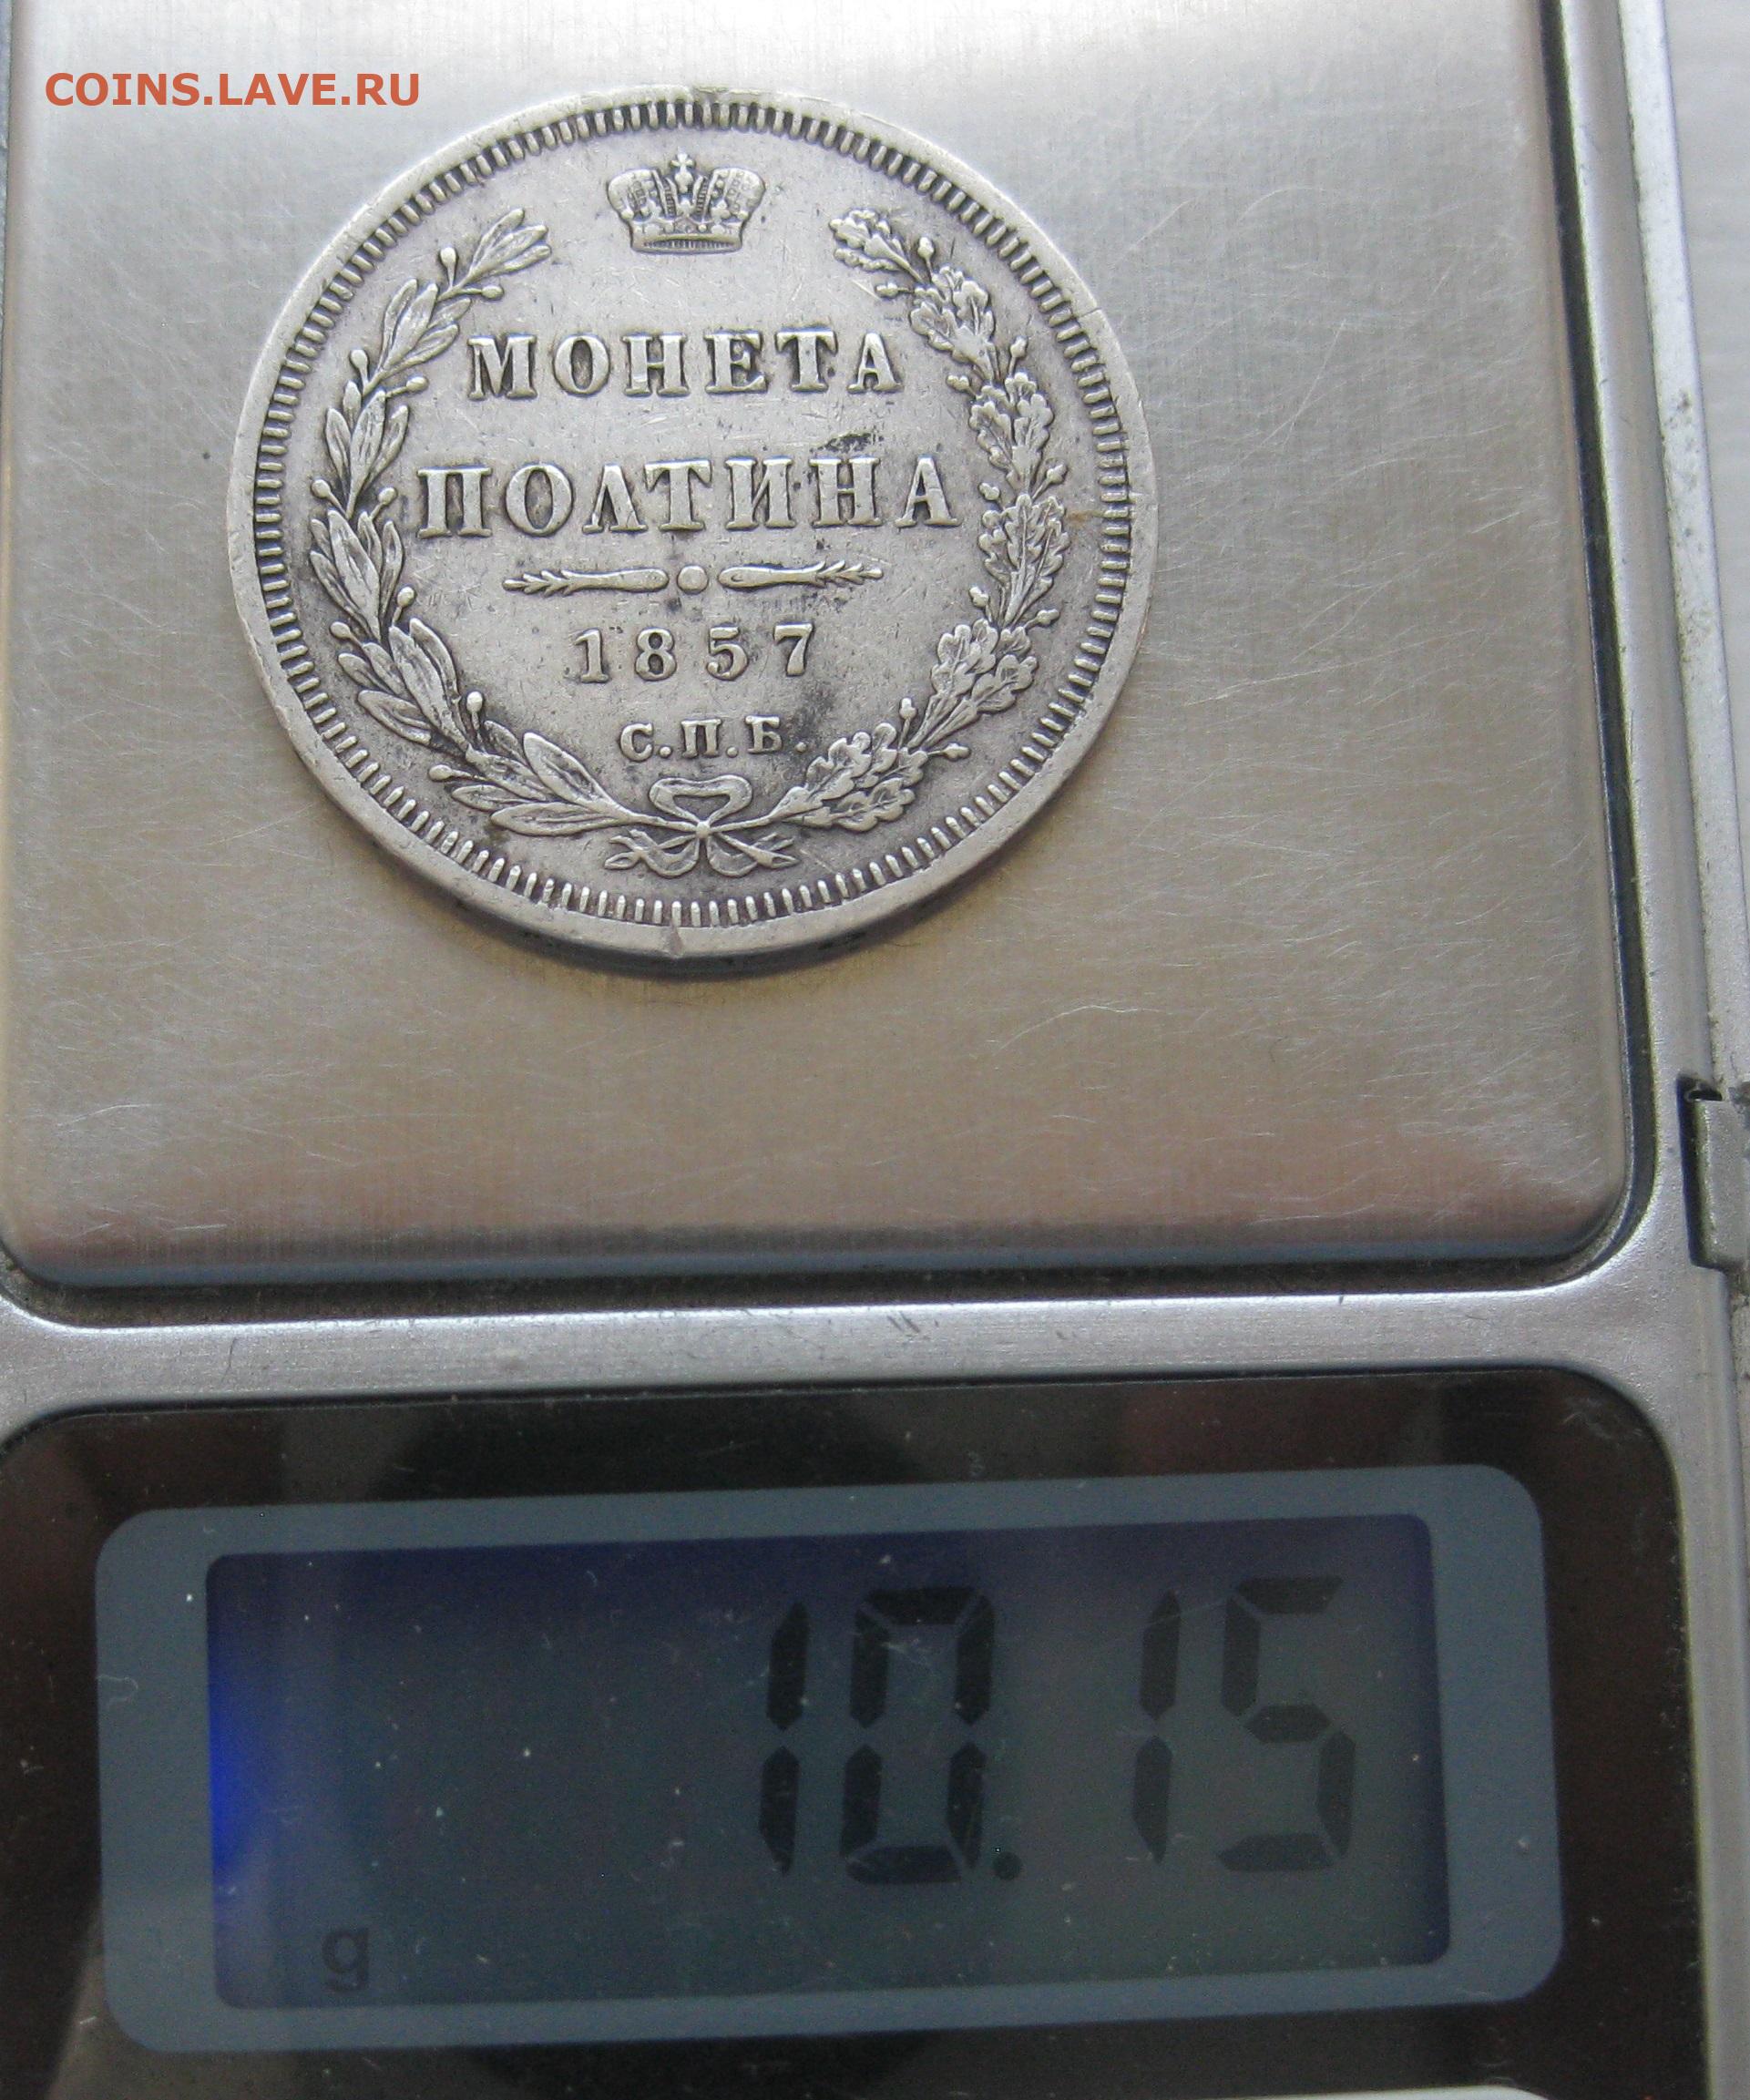 COINS.LAVE.RU
МОНЕТА
ПОЛТИНА
1857
С.П.Б.
10.15
g